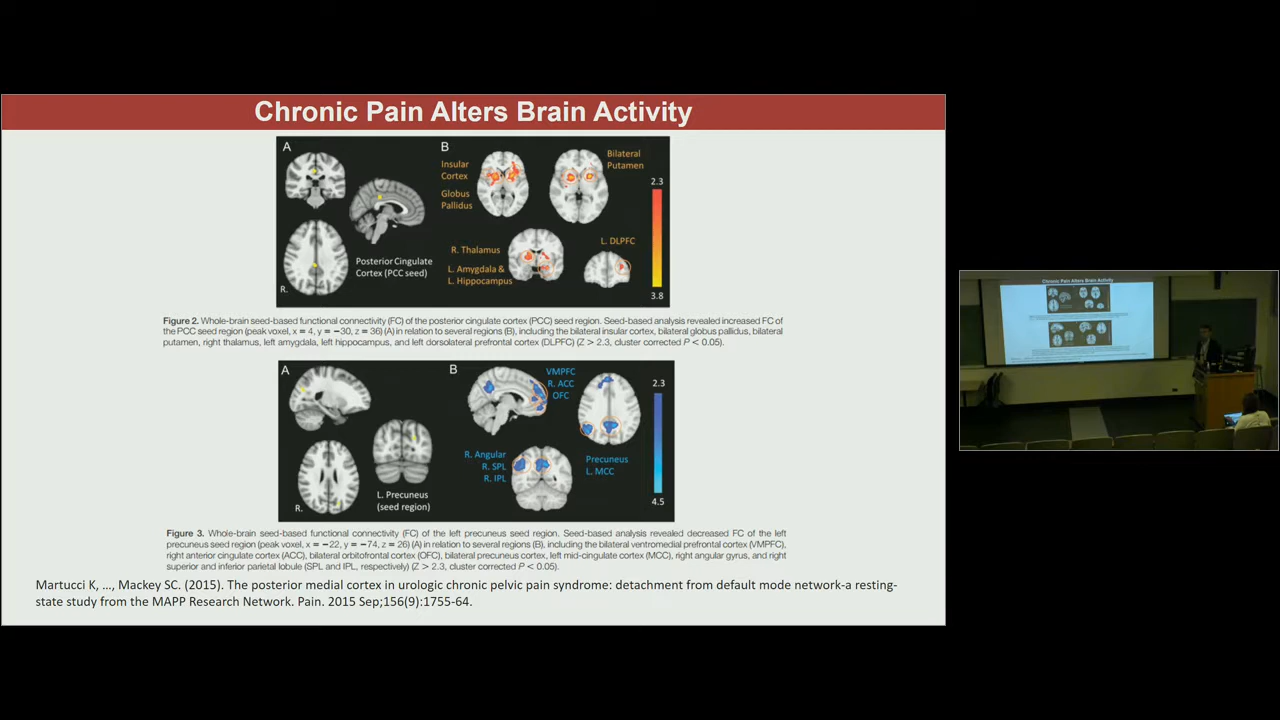 Chronic Pain Alters Brain Activity
A
B
Insular
Cortex
Globus
Pallidus
Bilateral
Putamen
2.3
R. Thalamus
L. DLPFC
L. Amygdala &
L. Hippocampus
Posterior Cingulate
Cortex (PCC seed)
R.
3.8
Figure 2. Whole-brain seed-based functional connectivity (FC) of the posterior cingulate cortex (PCC) seed region. Seed-based analysis revealed increased FC of
the PCC seed region (peak voxel, x = 4, y = −30, z = 36) (A) in relation to several regions (B), including the bilateral insular cortex, bilateral globus pallidus, bilateral
putamen, right thalamus, left amygdala, left hippocampus, and left dorsolateral prefrontal cortex (DLPFC) (Z > 2.3, cluster corrected P < 0.05).
A
B
VMPFC
R. ACC
OFC
2.3
R. Angular
R. SPL
R. IPL
Precuneus
L. MCC
L. Precuneus
(seed region)
R.
4.5
Figure 3. Whole-brain seed-based functional connectivity (FC) of the left precuneus seed region. Seed-based analysis revealed decreased FC of the left
precuneus seed region (peak voxel, x = −22, y = −74, z = 26) (A) in relation to several regions (B), including the bilateral ventromedial prefrontal cortex (VMPFC),
right anterior cingulate cortex (ACC), bilateral orbitofrontal cortex (OFC), bilateral precuneus cortex, left mid-cingulate cortex (MCC), right angular gyrus, and right
superior and inferior parietal lobule (SPL and IPL, respectively) (Z > 2.3, cluster corrected P < 0.05).
Martucci K, …, Mackey SC. (2015). The posterior medial cortex in urologic chronic pelvic pain syndrome: detachment from default mode network-a resting-
state study from the MAPP Research Network. Pain. 2015 Sep;156(9):1755-64.
Chronic Pain Alters Brain Activity